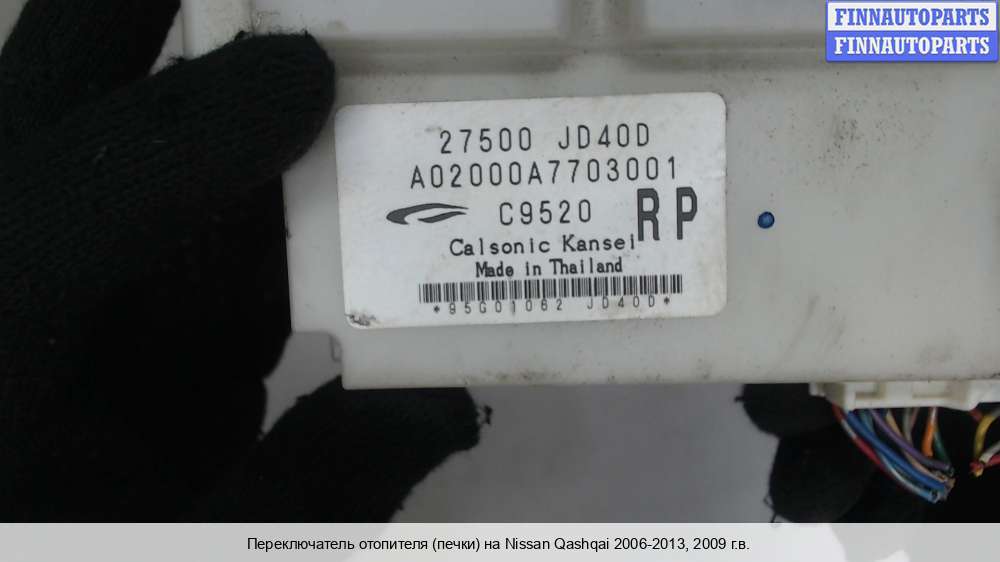 FINNAUTOPARTS
FINNAUTOPARTS
27500 JD40D
A02000A7703001
C9520 RP
Calsonic Kansei
Made in Thailand
*95G01062 JD40D*
Переключатель отопителя (печки) на Nissan Qashqai 2006-2013, 2009 г.в.